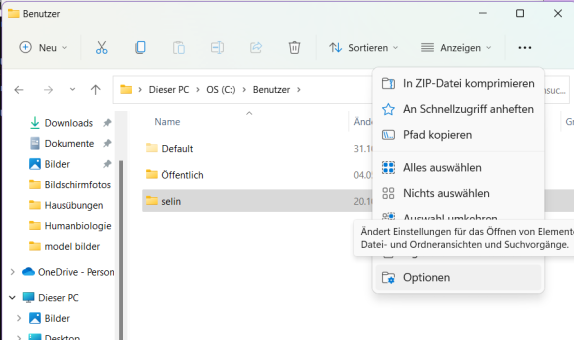 Benutzer
Neu
Sortieren
Anzeigen
Dieser PC > OS (C:) > Benutzer >
Name
Downloads
Dokumente
Bilder
Bildschirmfotos
Hausübungen
Humanbiologie
model bilder
OneDrive - Person
Dieser PC
Bilder
Desktop
Default
31.10
Öffentlich
04.0
selin
20.10
In ZIP-Datei komprimieren
An Schnellzugriff anheften
Pfad kopieren
Alles auswählen
Nichts auswählen
Auswahl umkehren
Ändert Einstellungen für das Öffnen von Elemente
Datei- und Ordneransichten und Suchvorgänge.
Optionen